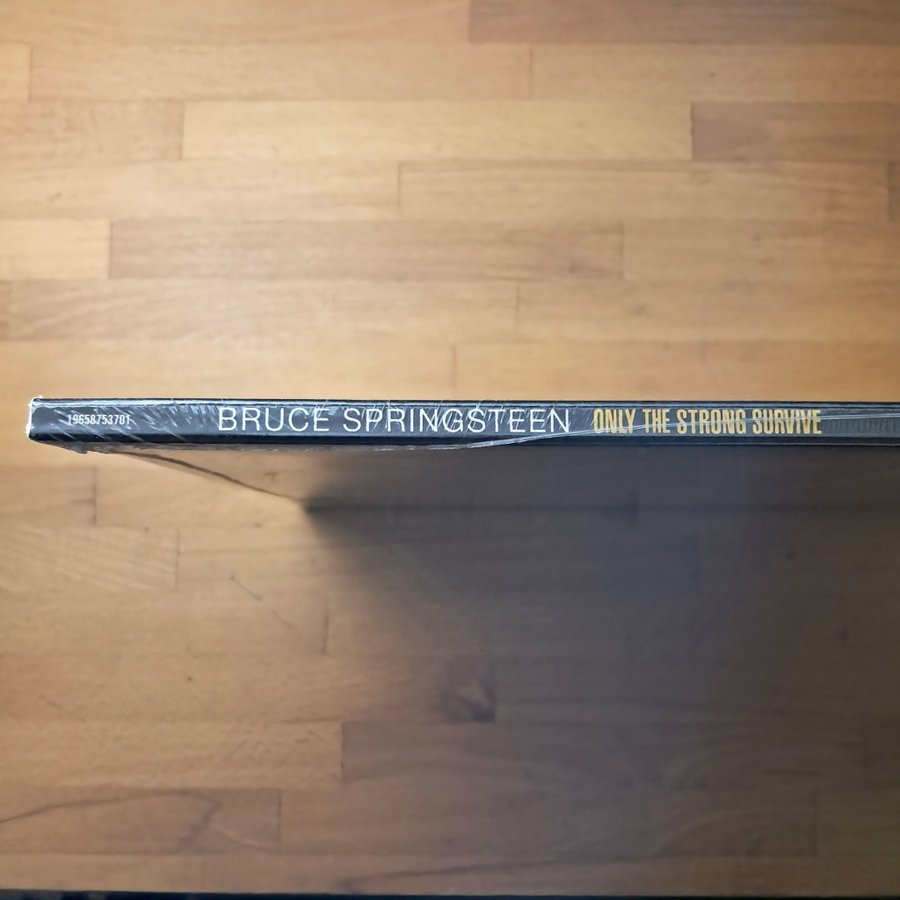 19658753701 BRUCE SPRINGSTEEN ONLY THE STRONG SURVIVE